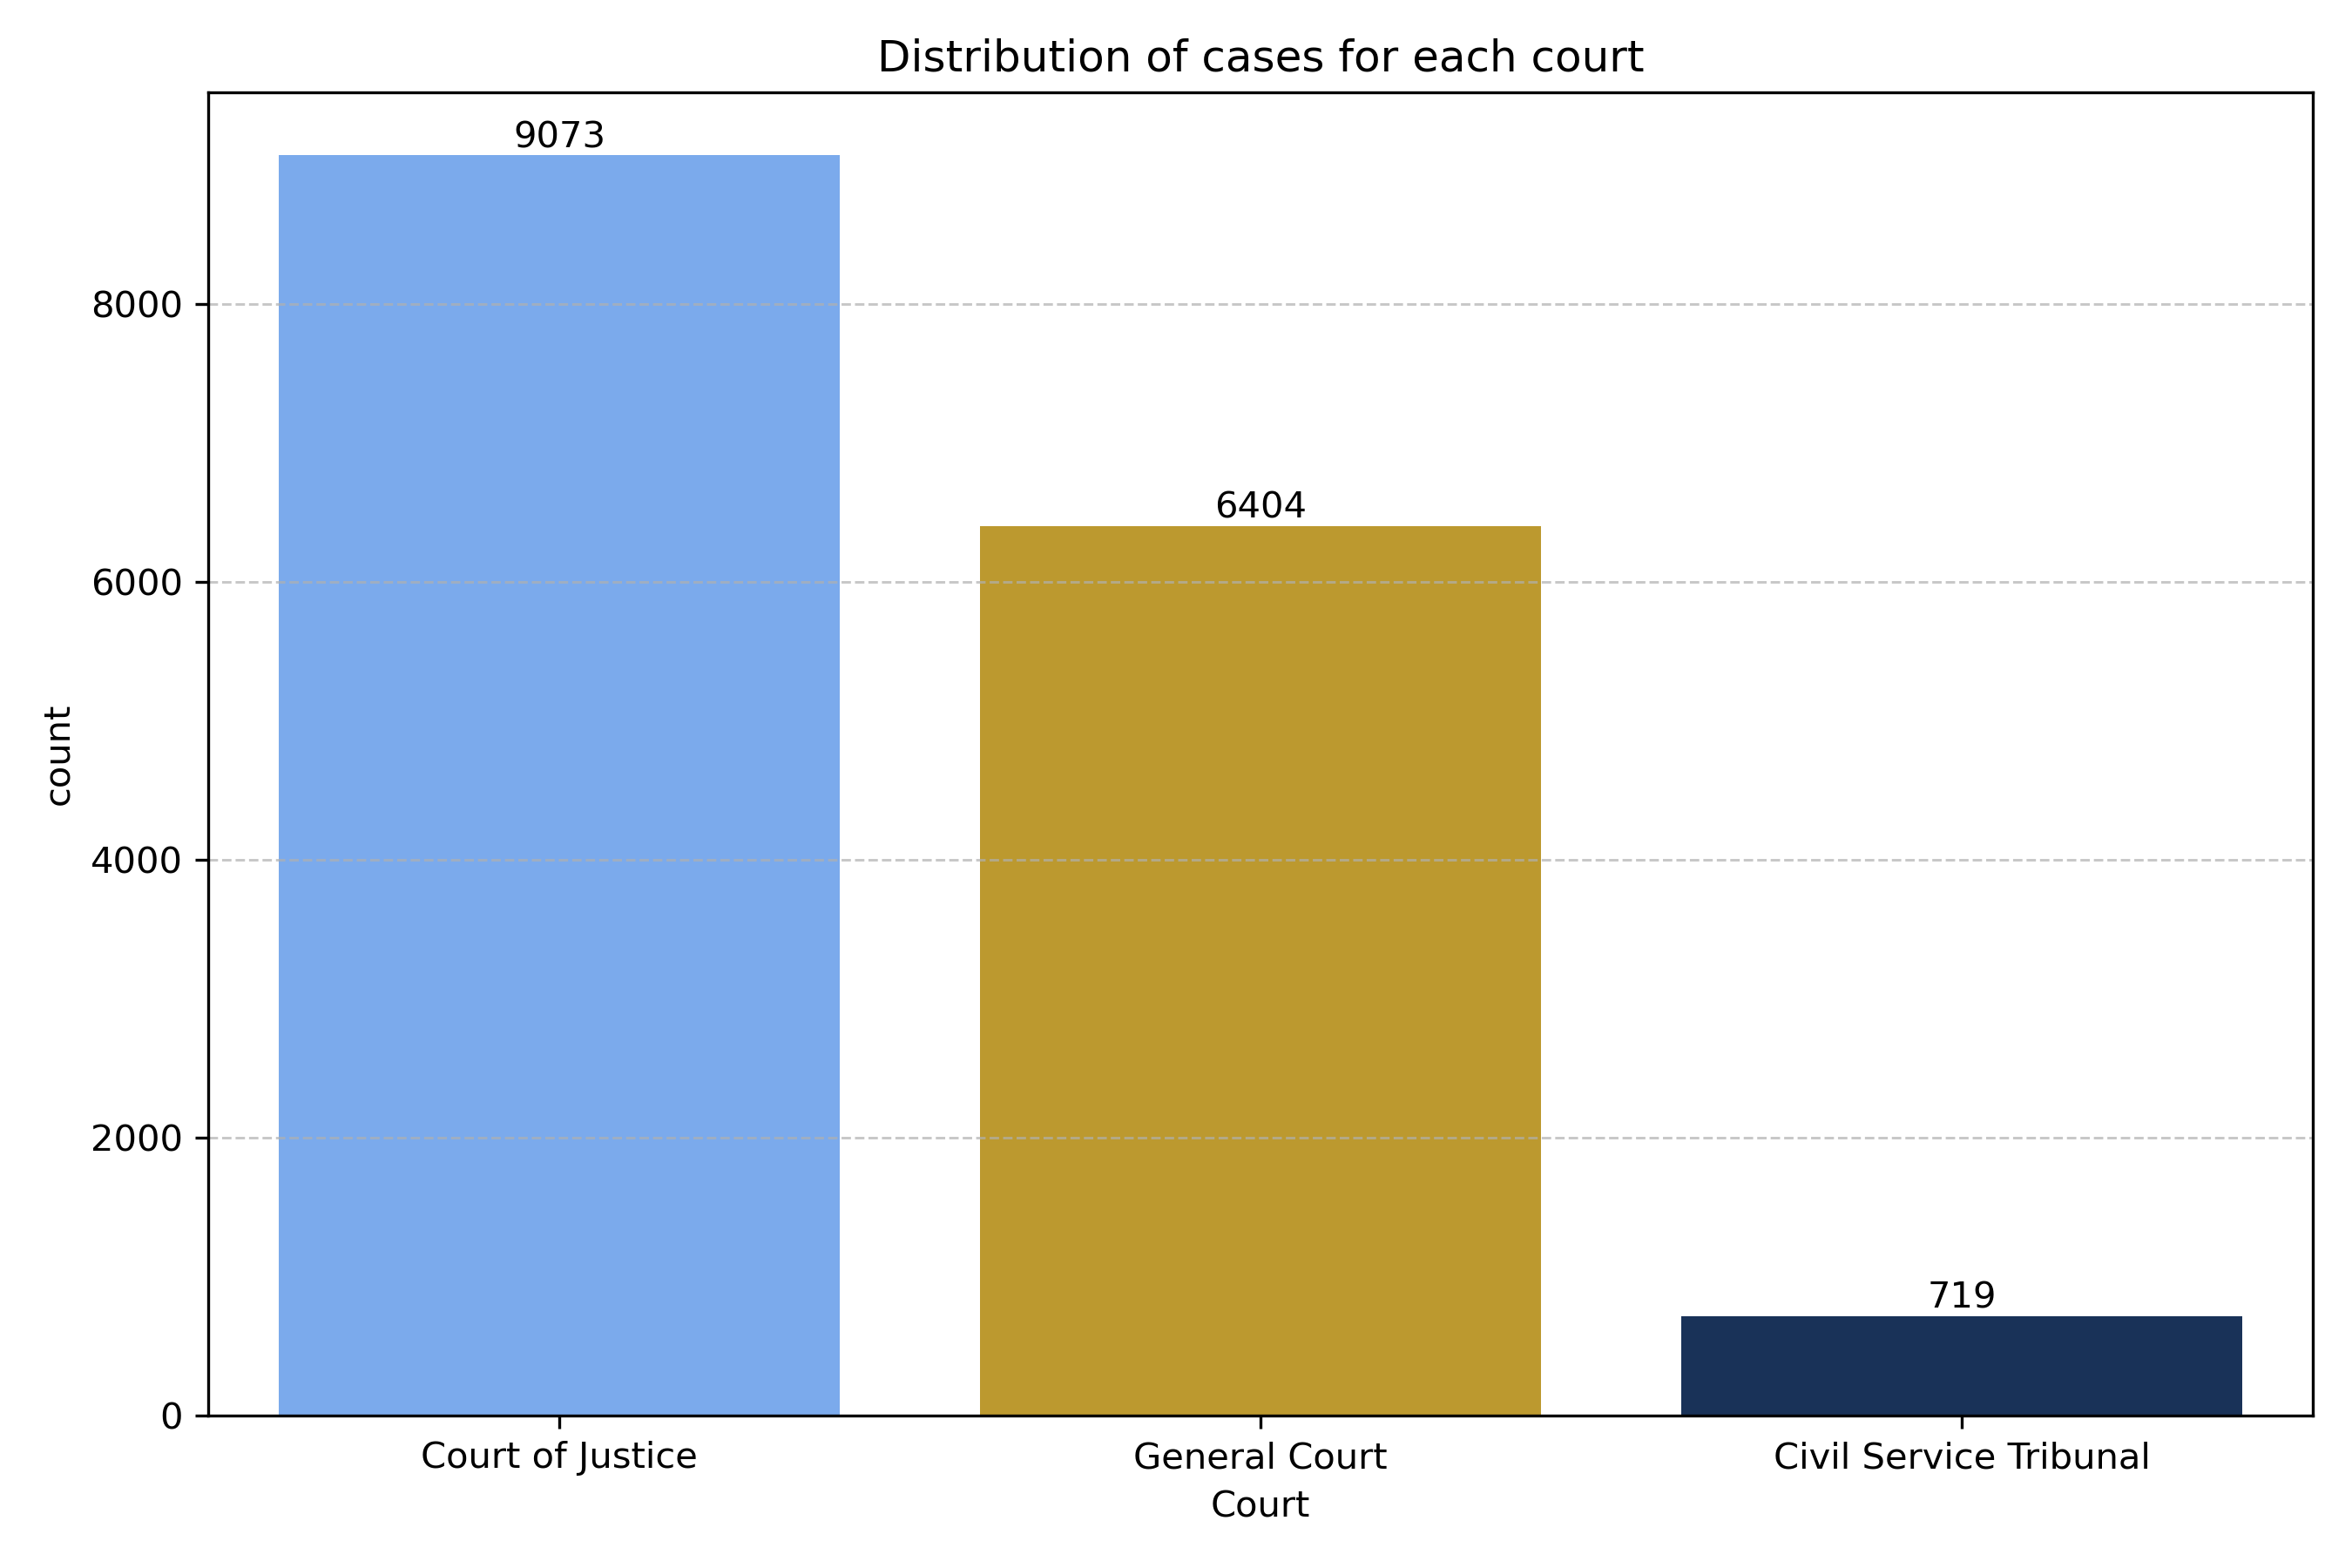 Distribution of cases for each court
9073
6404
719
8000
6000
4000
2000
0
count
Court of Justice
General Court
Civil Service Tribunal
Court